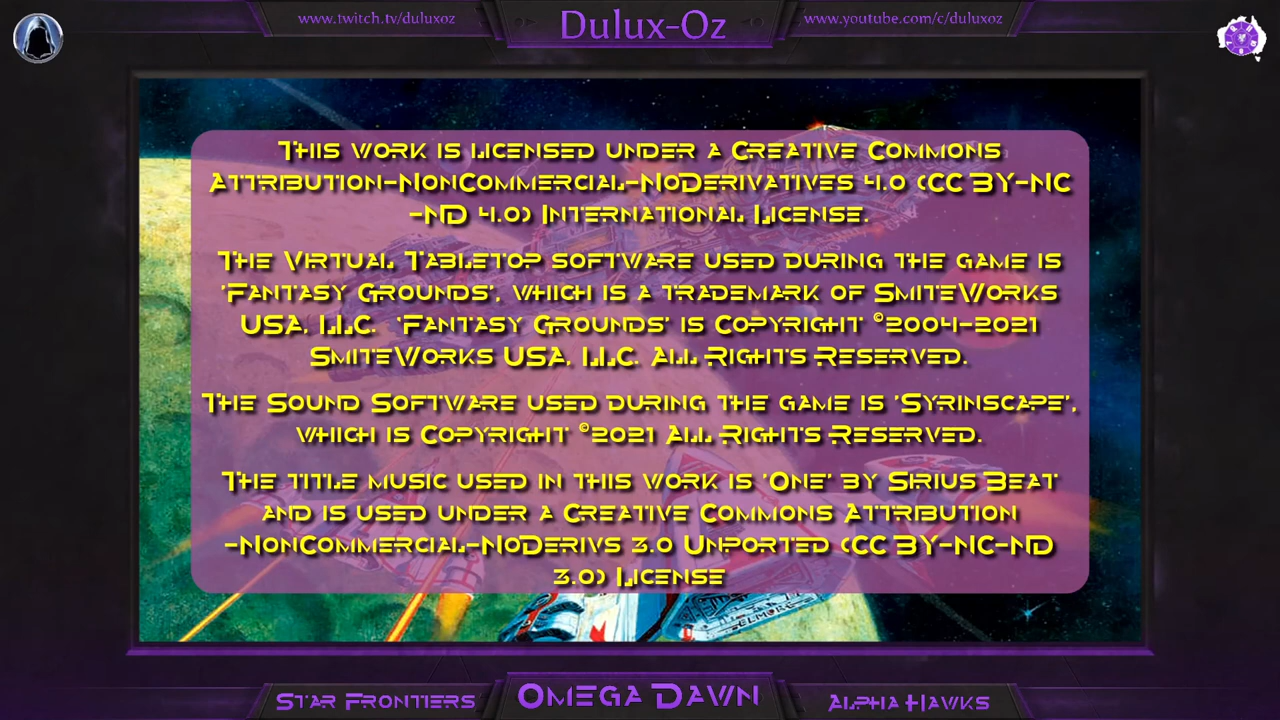 www.twitch.tv/duluxoz
Dulux-Oz
www.youtube.com/c/duluxoz
This work is licensed under a Creative Commons
Attribution-NonCommercial-NoDerivatives 4.0 (CC BY-NC
-ND 4.0) International License.
The Virtual Tabletop software used during the game is
'Fantasy Grounds', which is a trademark of SmiteWorks
USA, LLC. 'Fantasy Grounds' is Copyright ©2004-2021
SmiteWorks USA, LLC. All Rights Reserved.
The Sound Software used during the game is 'Syrinscape',
which is Copyright ©2021 All Rights Reserved.
The title music used in this work is 'One' by Sirius Beat
and is used under a Creative Commons Attribution
-NonCommercial-NoDerivs 3.0 Unported (CC BY-NC-ND
3.0) License
ELMORE
Star Frontiers
Omega Dawn
Alpha Hawks